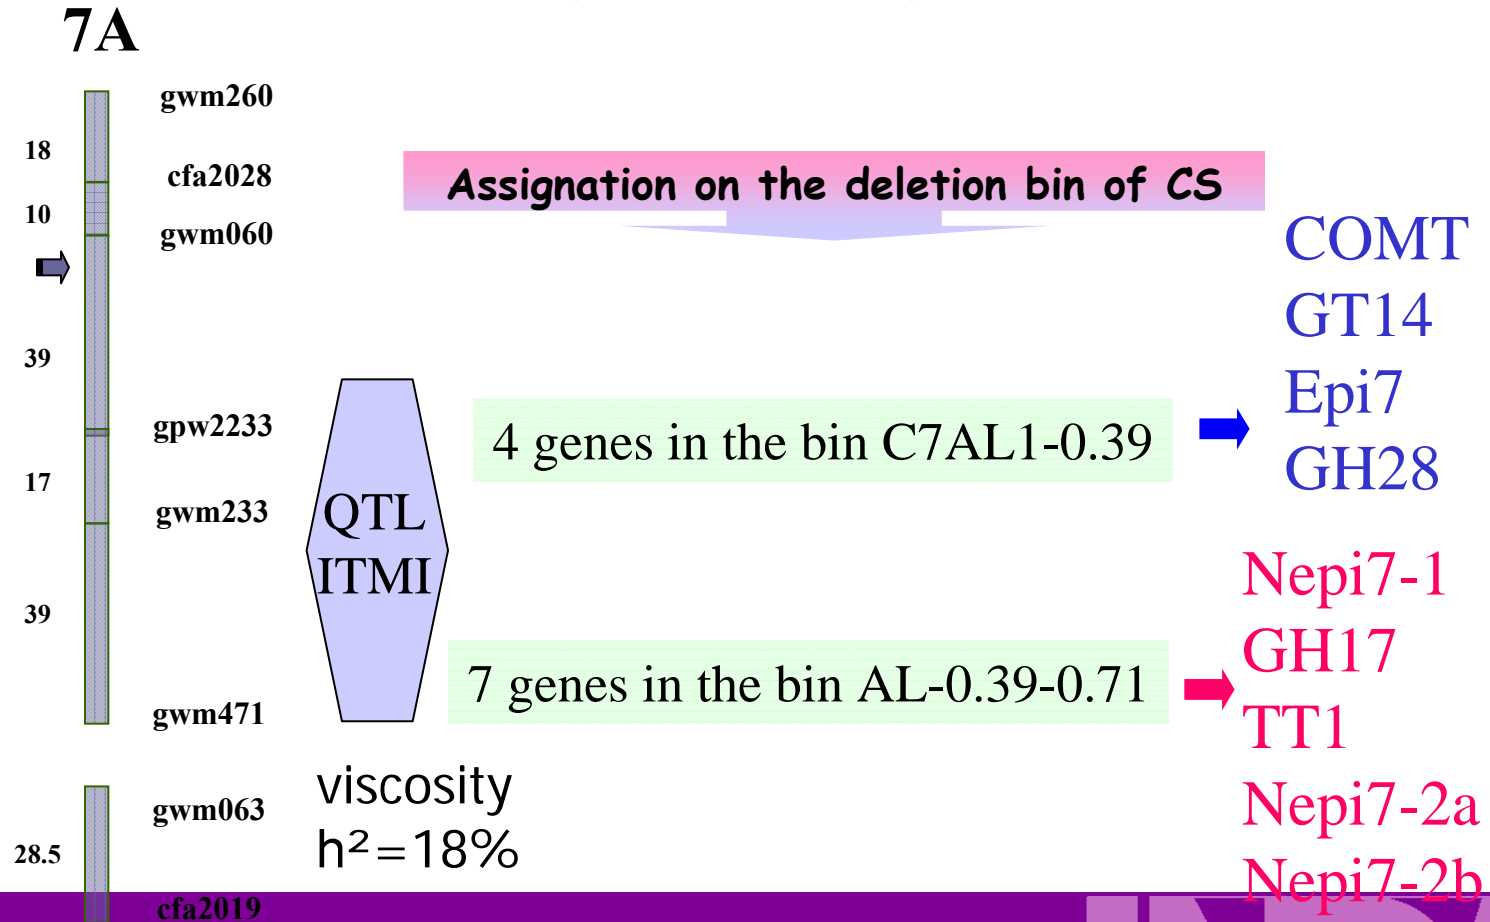 7A
gwm260
18
cfa2028
10
gwm060
39
gpw2233
17
gwm233
39
gwm471
gwm063
28.5
cfa2019
Assignation on the deletion bin of CS
QTL
ITMI
viscosity
h²=18%
4 genes in the bin C7AL1-0.39
COMT
GT14
Epi7
GH28
7 genes in the bin AL-0.39-0.71
Nepi7-1
GH17
TT1
Nepi7-2a
Nepi7-2b